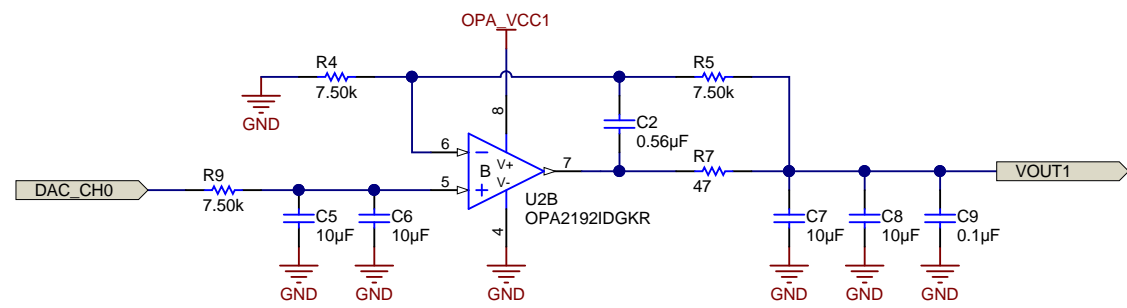 OPA_VCC1
R4
7.50k
GND
R5
7.50k
8
C2
0.56µF
6
B
V+
V-
7
R7
47
VOUT1
DAC_CH0
R9
7.50k
5
U2B
OPA2192IDGKR
C5
10µF
C6
10µF
4
C7
10µF
C8
10µF
C9
0.1µF
GND
GND
GND
GND
GND
GND